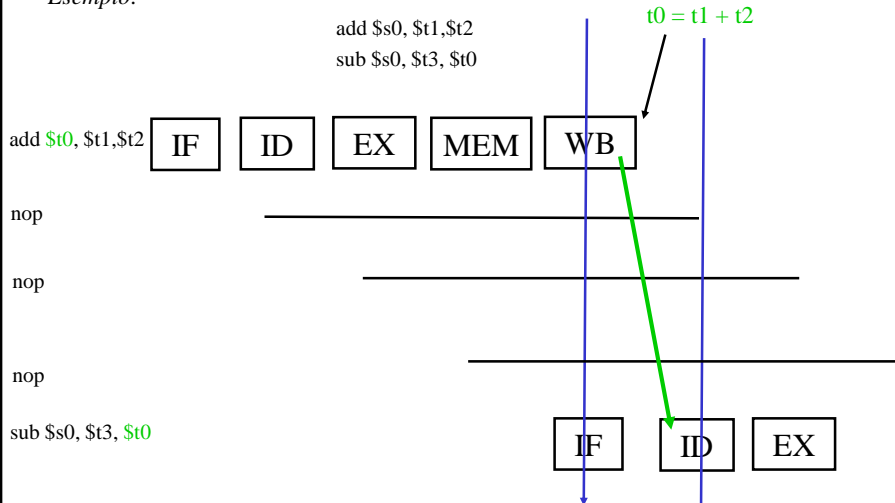 Esempio:
t0 = t1 + t2
add $s0, $t1,$t2
sub $s0, $t3, $t0
add $t0, $t1,$t2 IF ID EX MEM WB
nop
nop
nop
sub $s0, $t3, $t0 IF ID EX